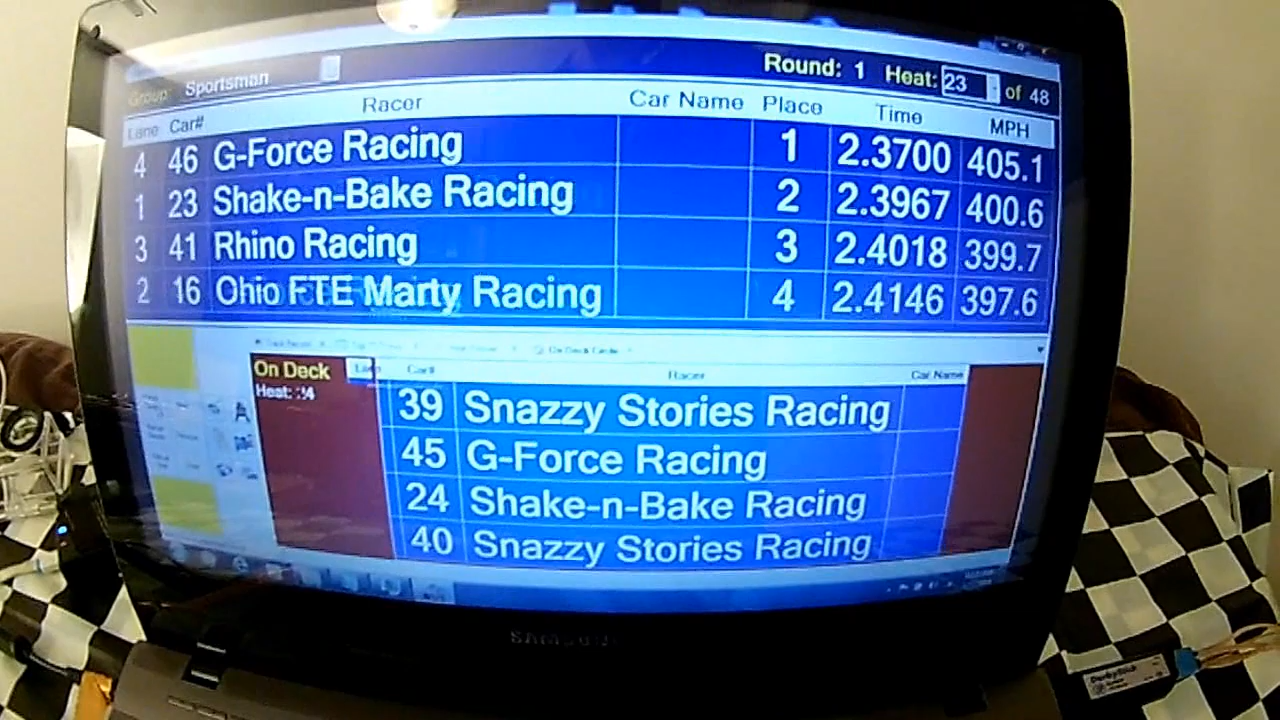 Group: Sportsman Round: 1 Heat: 23 of 48
Lane Car# Racer Car Name Place Time MPH
4 46 G-Force Racing 1 2.3700 405.1
1 23 Shake-n-Bake Racing 2 2.3967 400.6
3 41 Rhino Racing 3 2.4018 399.7
2 16 Ohio FTE Marty Racing 4 2.4146 397.6
On Deck Lane Car# Racer Car Name
Heat: 24
39 Snazzy Stories Racing
45 G-Force Racing
24 Shake-n-Bake Racing
40 Snazzy Stories Racing
SAMSUNG